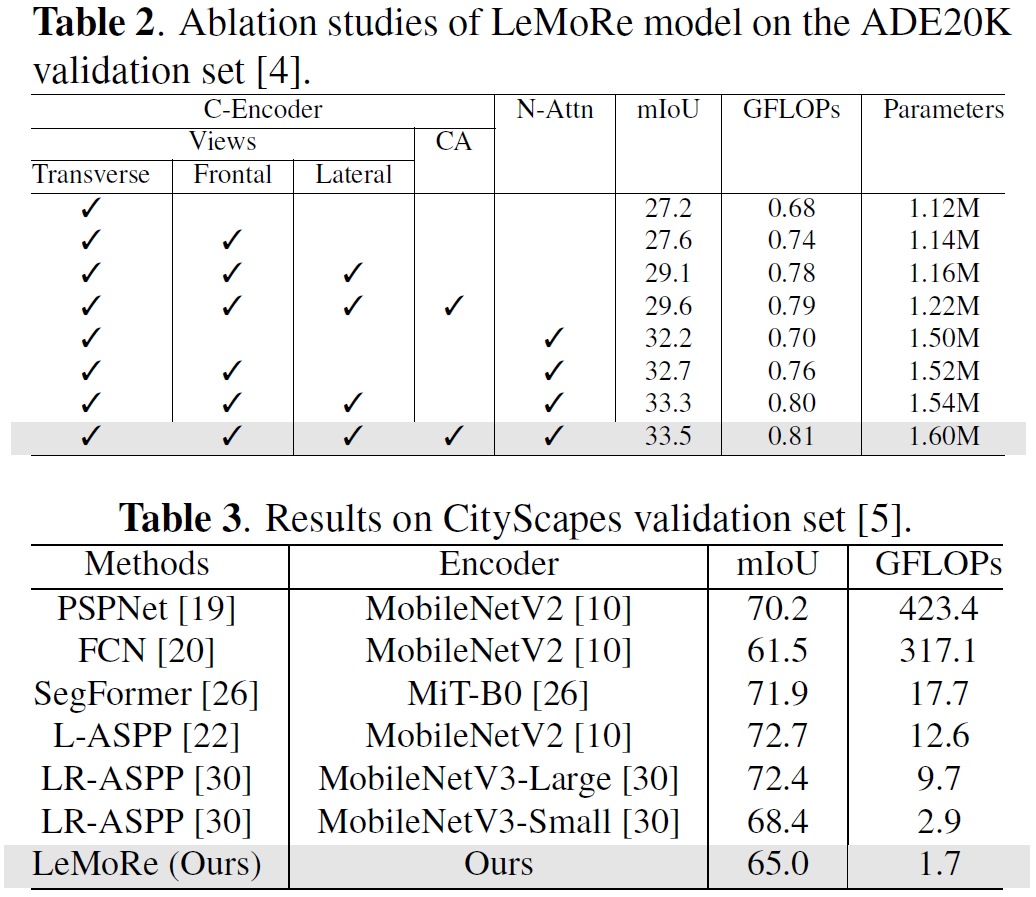 Table 2. Ablation studies of LeMoRe model on the ADE20K
validation set [4].
C-Encoder N-Attn mIoU GFLOPs Parameters
Views CA
Transverse Frontal Lateral
✓ 27.2 0.68 1.12M
✓ ✓ 27.6 0.74 1.14M
✓ ✓ ✓ 29.1 0.78 1.16M
✓ ✓ ✓ ✓ 29.6 0.79 1.22M
✓ ✓ 32.2 0.70 1.50M
✓ ✓ ✓ 32.7 0.76 1.52M
✓ ✓ ✓ ✓ 33.3 0.80 1.54M
✓ ✓ ✓ ✓ ✓ 33.5 0.81 1.60M
Table 3. Results on CityScapes validation set [5].
Methods Encoder mIoU GFLOPs
PSPNet [19] MobileNetV2 [10] 70.2 423.4
FCN [20] MobileNetV2 [10] 61.5 317.1
SegFormer [26] MiT-B0 [26] 71.9 17.7
L-ASPP [22] MobileNetV2 [10] 72.7 12.6
LR-ASPP [30] MobileNetV3-Large [30] 72.4 9.7
LR-ASPP [30] MobileNetV3-Small [30] 68.4 2.9
LeMoRe (Ours) Ours 65.0 1.7